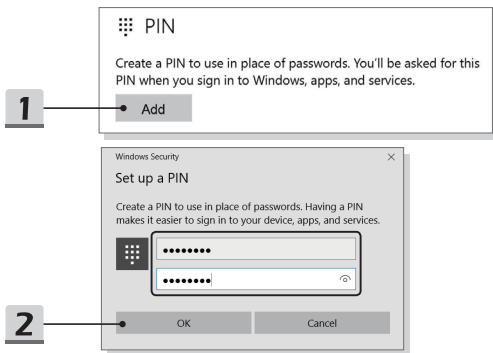 PIN
Create a PIN to use in place of passwords. You'll be asked for this
PIN when you sign in to Windows, apps, and services.
1
Add
Windows Security
Set up a PIN
Create a PIN to use in place of passwords. Having a PIN
makes it easier to sign in to your device, apps, and services.
••••••••
••••••••
2
OK
Cancel